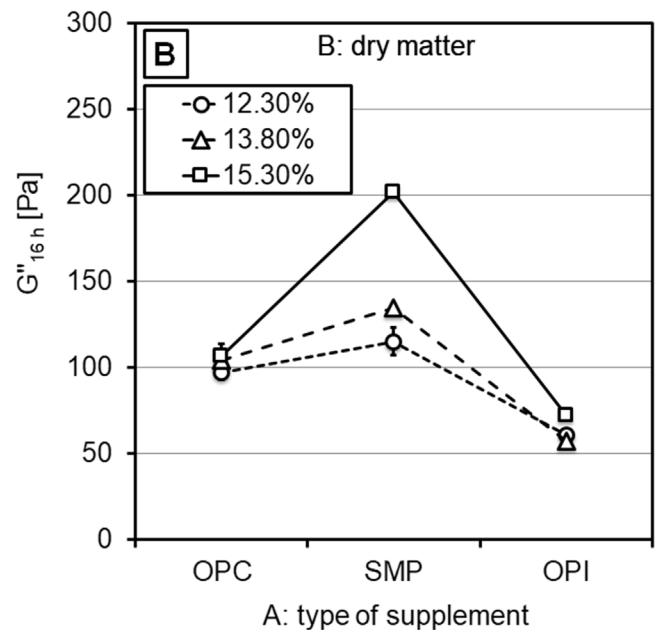 300
250
200
150
100
50
0
G"16 h [Pa]
B
B: dry matter
12.30%
13.80%
15.30%
OPC SMP OPI
A: type of supplement